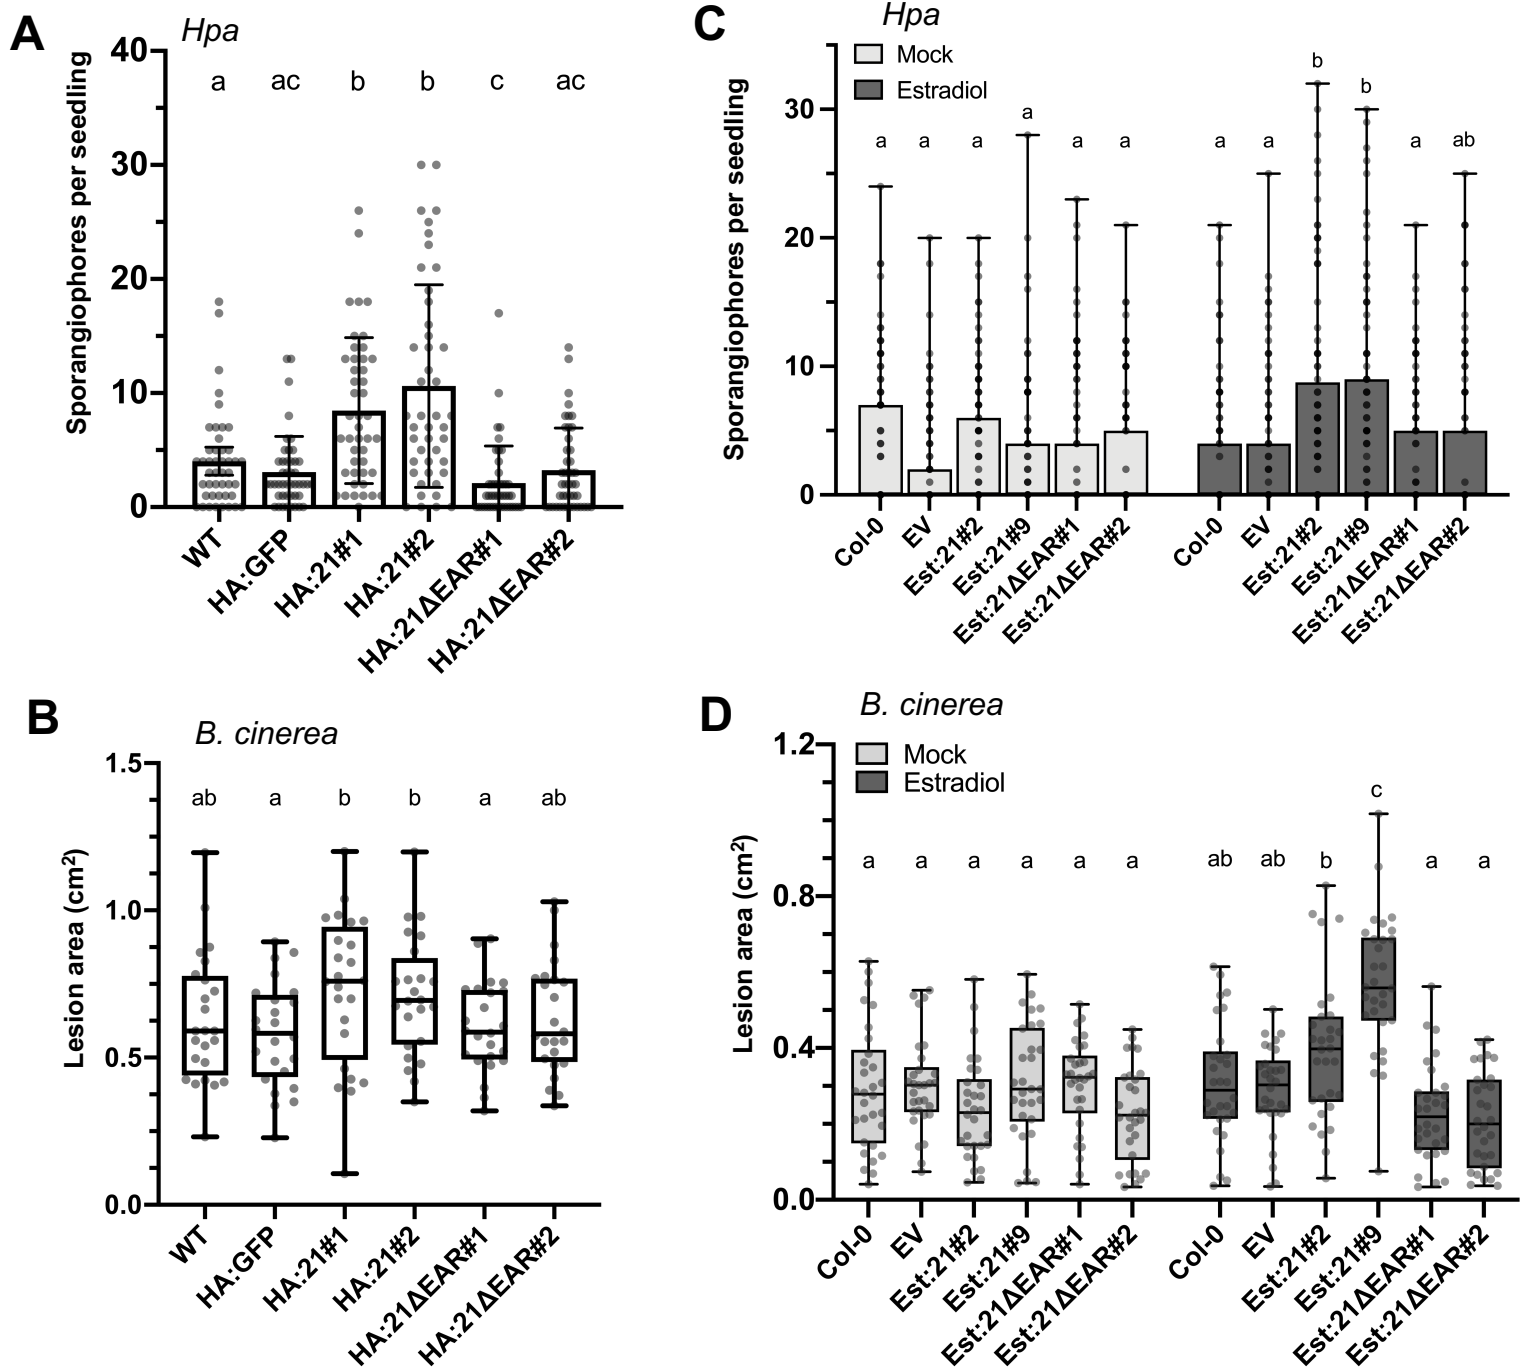 A
Hpa
Sporangiophores per seedling
40
30
20
10
0
a ac b b c ac
WT
HA:GFP
HA:21#1
HA:21#2
HA:21ΔEAR#1
HA:21ΔEAR#2
C
Hpa
Mock
Estradiol
Sporangiophores per seedling
30
20
10
0
a a a a a a a a b b a ab
Col-0
EV
Est:21#2
Est:21#9
Est:21ΔEAR#1
Est:21ΔEAR#2
Col-0
EV
Est:21#2
Est:21#9
Est:21ΔEAR#1
Est:21ΔEAR#2
B
B. cinerea
Lesion area (cm²)
1.5
1.0
0.5
0.0
ab a b b a ab
WT
HA:GFP
HA:21#1
HA:21#2
HA:21ΔEAR#1
HA:21ΔEAR#2
D
B. cinerea
Mock
Estradiol
Lesion area (cm²)
1.2
0.8
0.4
0.0
a a a a a a ab ab b c a a
Col-0
EV
Est:21#2
Est:21#9
Est:21ΔEAR#1
Est:21ΔEAR#2
Col-0
EV
Est:21#2
Est:21#9
Est:21ΔEAR#1
Est:21ΔEAR#2